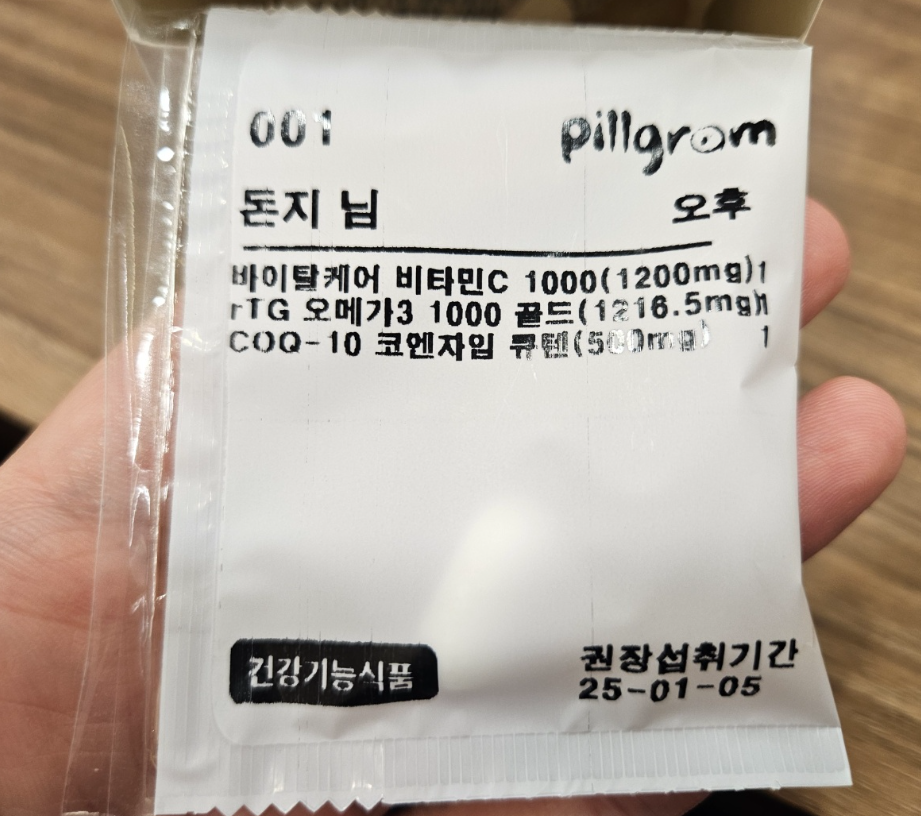 001 pillgram
돈지 님 오후
바이탈케어 비타민C 1000(1200mg)1
rTG 오메가3 1000 골드(1216.5mg)1
COQ-10 코엔자임 큐텐(500mg) 1
건강기능식품
권장섭취기간
25-01-05